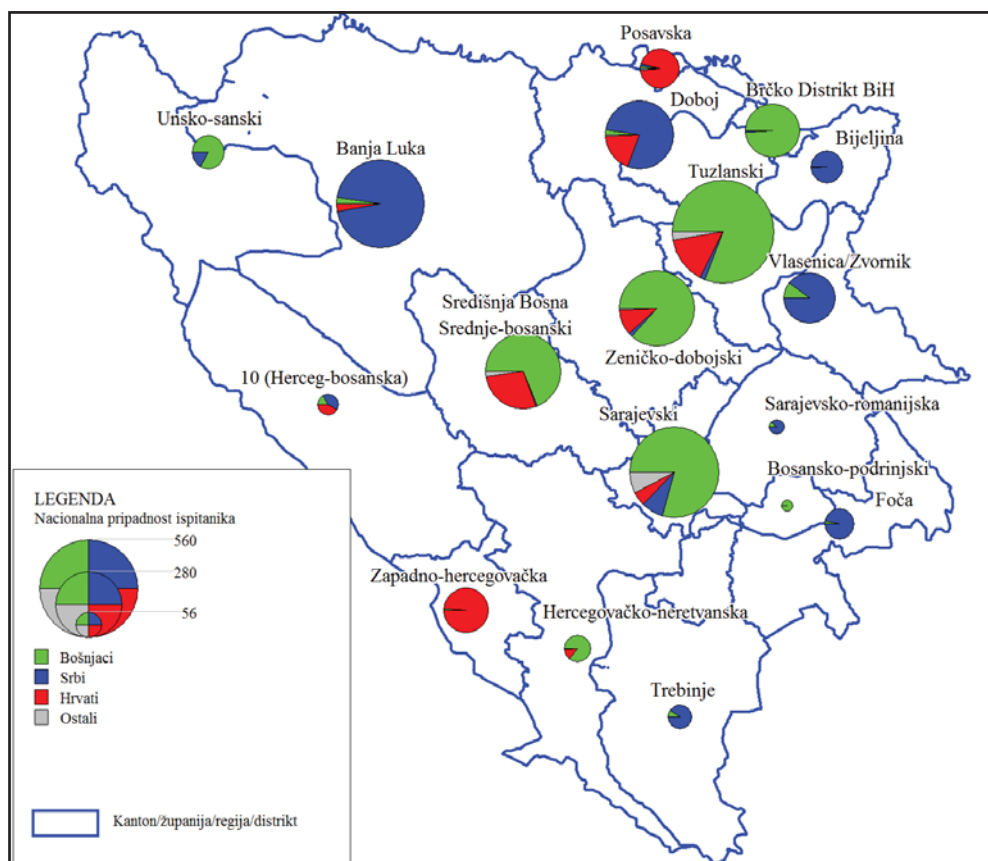 Posavska
Doboj
Brčko Distrikt BiH
Unsko-sanski
Banja Luka
Bijeljina
Tuzlanski
Vlasenica/Zvornik
Središnja Bosna
Srednje-bosanski
Zeničko-dobojski
10 (Herceg-bosanska)
Sarajevski
Sarajevsko-romanijska
Bosansko-podrinjski
Foča
Zapadno-hercegovačka
Hercegovačko-neretvanska
Trebinje
LEGENDA
Nacionalna pripadnost ispitanika
560
280
56
Bošnjaci
Srbi
Hrvati
Ostali
Kanton/županija/regija/distrikt